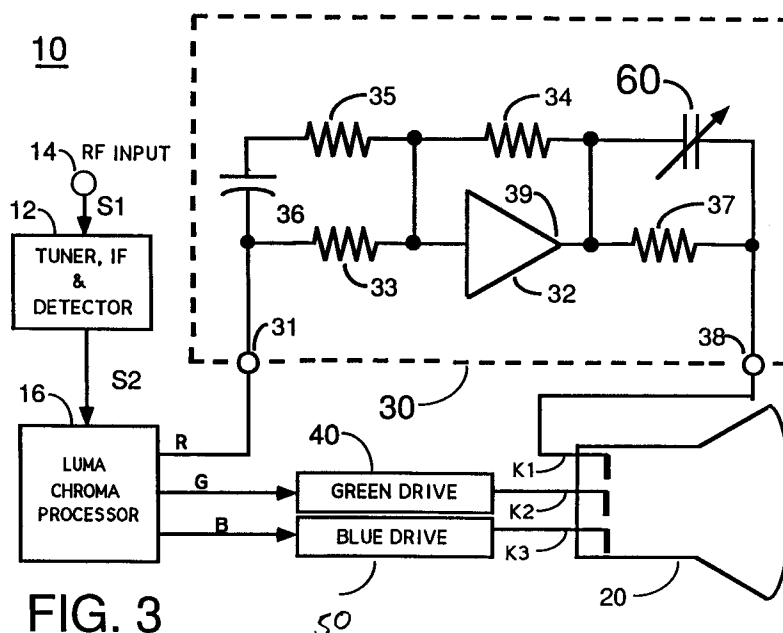 10
35
34
60
14
RF INPUT
S1
36
39
37
12
TUNER, IF
&
DETECTOR
33
32
31
38
S2
30
16
R
40
LUMA
CHROMA
PROCESSOR
G
GREEN DRIVE
K1
K2
B
BLUE DRIVE
K3
FIG. 3
50
20